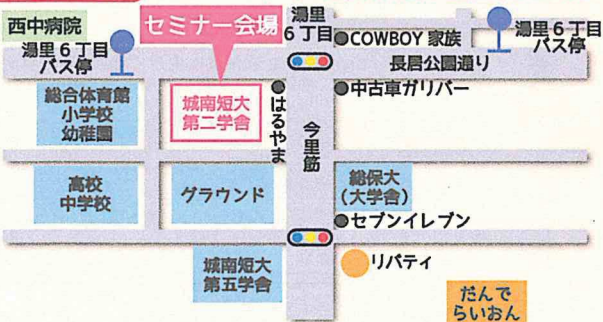 西中病院
セミナー会場
湯里
6丁目
湯里6丁目
バス停
COWBOY 家族
湯里6丁目
バス停
長居公園通り
総合体育館
小学校
幼稚園
城南短大
第二学舎
はるやま
今里筋
中古車ガリバー
高校
中学校
グラウンド
総保大
(大学舎)
セブンイレブン
城南短大
第五学舎
リバティ
だんで
らいおん